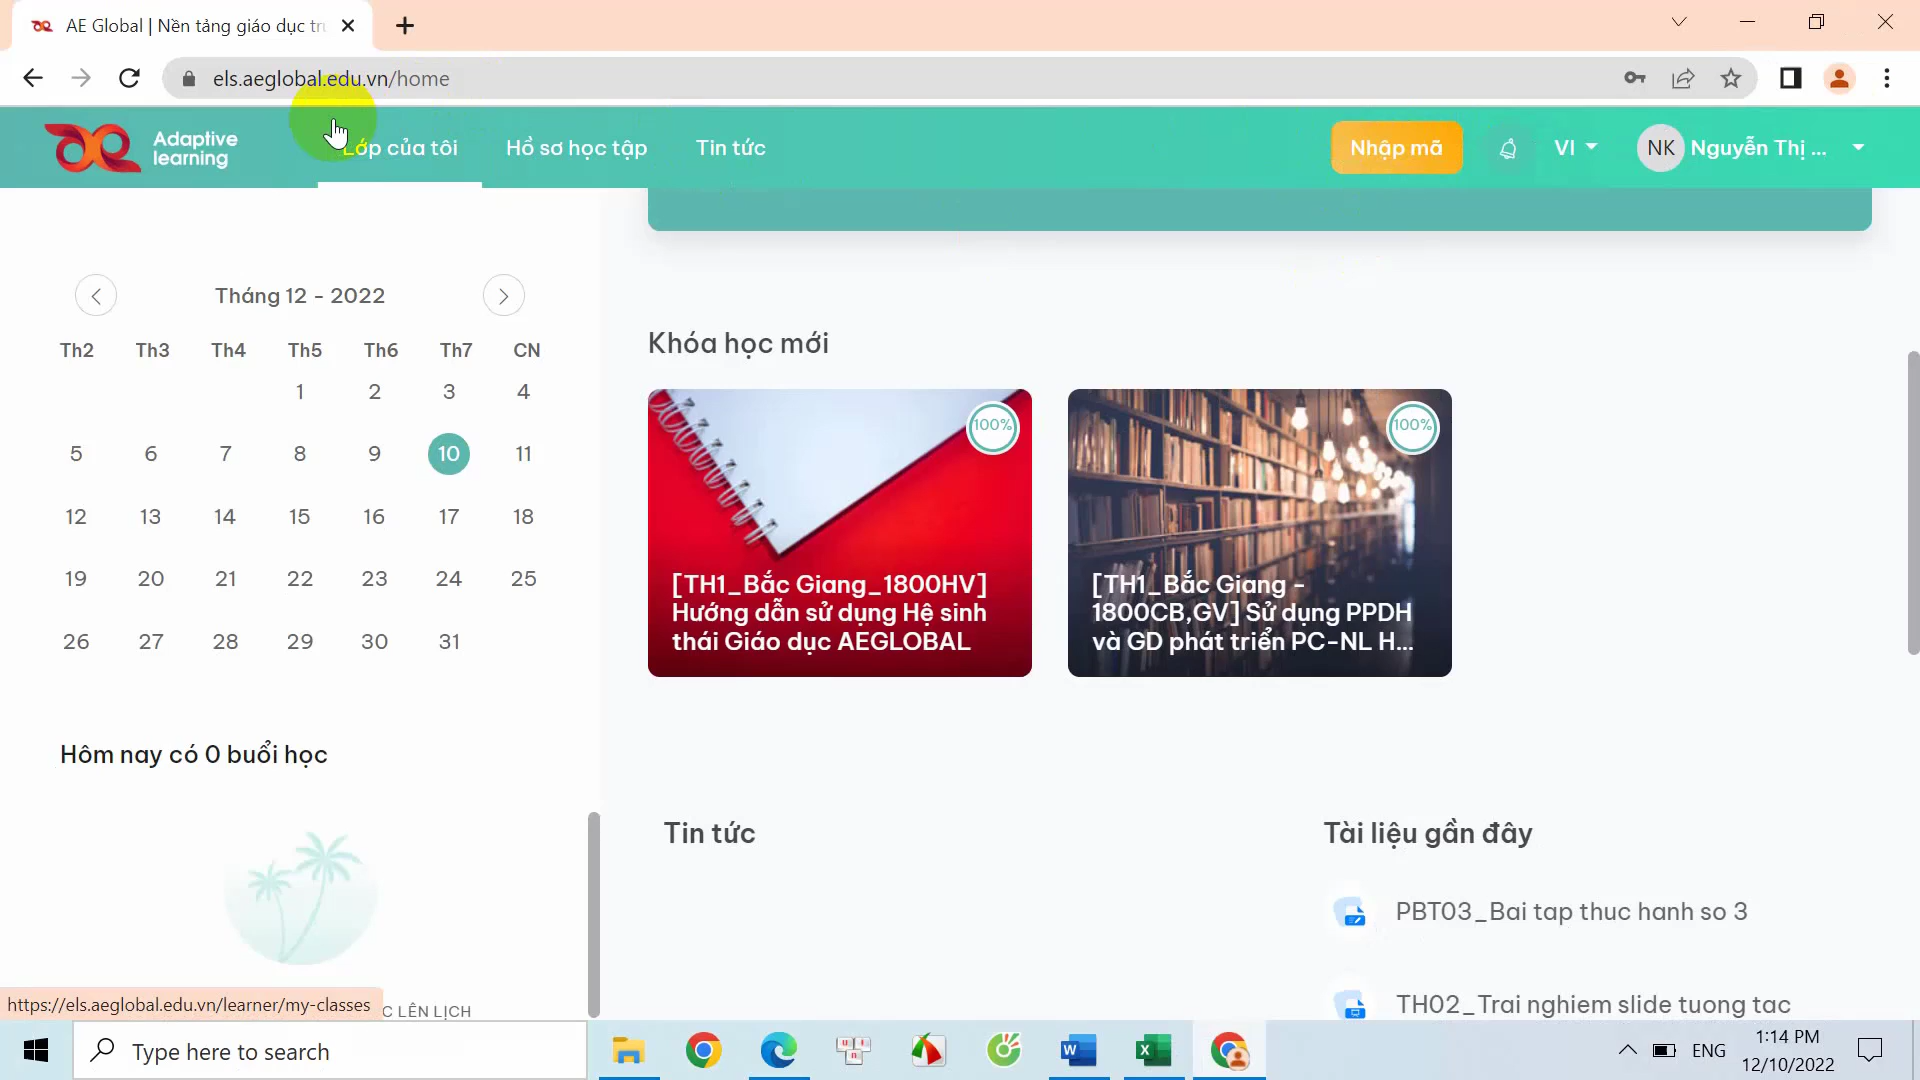 AE Global | Nền tảng giáo dục trự
els.aeglobal.edu.vn/home
Adaptive
learning
Lớp của tôi
Hồ sơ học tập
Tin tức
Nhập mã
VI
NK
Nguyễn Thị ...
Tháng 12 - 2022
Th2 Th3 Th4 Th5 Th6 Th7 CN
1 2 3 4
5 6 7 8 9 10 11
12 13 14 15 16 17 18
19 20 21 22 23 24 25
26 27 28 29 30 31
Hôm nay có 0 buổi học
C LÊN LỊCH
https://els.aeglobal.edu.vn/learner/my-classes
Khóa học mới
100%
[TH1_Bắc Giang_1800HV]
Hướng dẫn sử dụng Hệ sinh
thái Giáo dục AEGLOBAL
100%
[TH1_Bắc Giang -
1800CB,GV] Sử dụng PPDH
và GD phát triển PC-NL H...
Tin tức
Tài liệu gần đây
PBT03_Bai tap thuc hanh so 3
TH02_Trai nghiem slide tuong tac
Type here to search
ENG
1:14 PM
12/10/2022